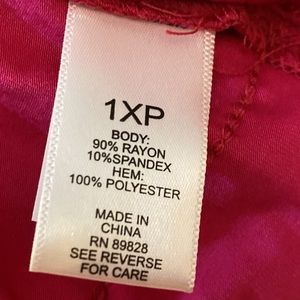 1XP
BODY:
90% RAYON
10%SPANDEX
HEM:
100% POLYESTER
MADE IN
CHINA
RN 89828
SEE REVERSE
FOR CARE